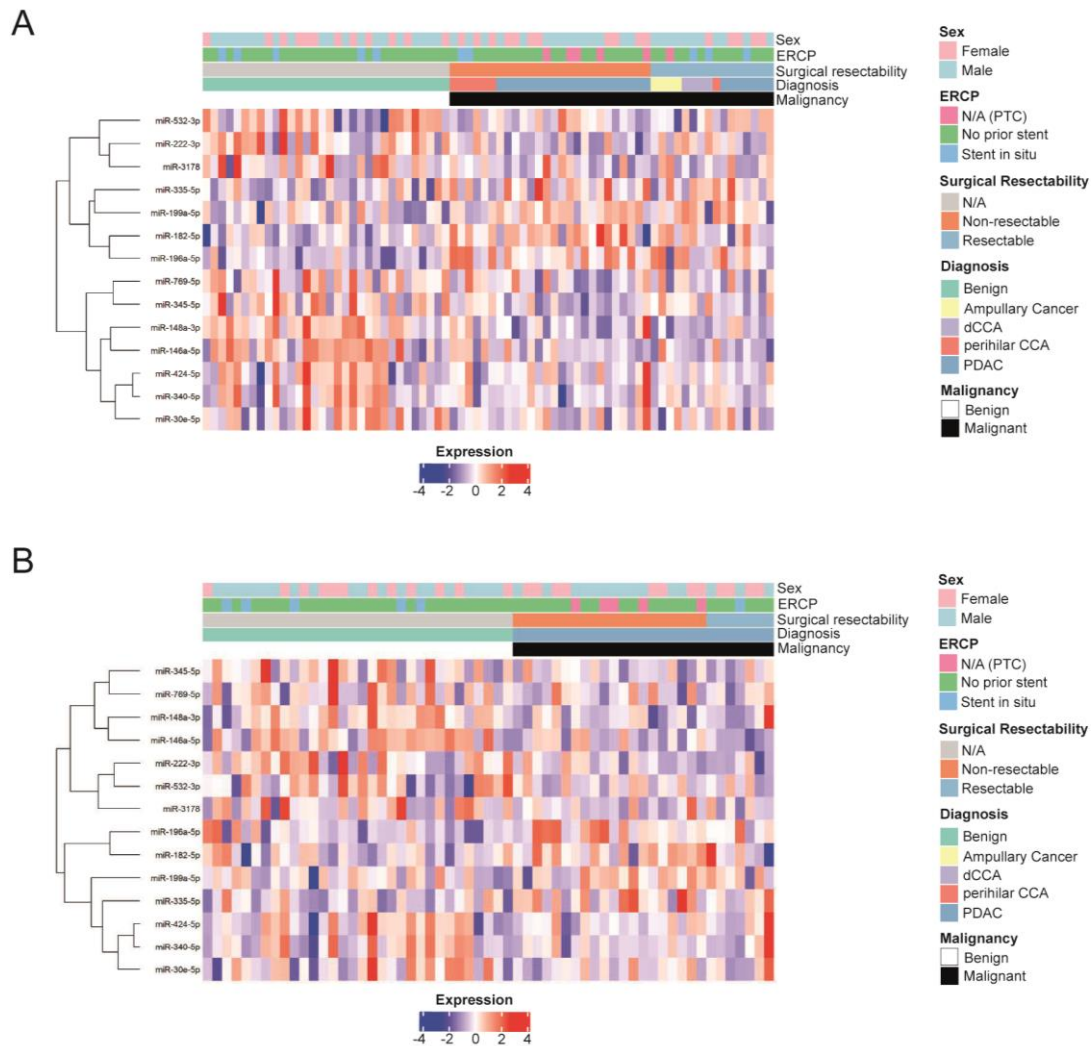 A
Sex
ERCP
Surgical resectability
Diagnosis
Malignancy
miR-532-3p
miR-222-3p
miR-3178
miR-335-5p
miR-199a-5p
miR-182-5p
miR-196a-5p
miR-769-5p
miR-345-5p
miR-148a-3p
miR-146a-5p
miR-424-5p
miR-340-5p
miR-30e-5p
Expression
-4 -2 0 2 4
Sex
Female
Male
ERCP
N/A (PTC)
No prior stent
Stent in situ
Surgical Resectability
N/A
Non-resectable
Resectable
Diagnosis
Benign
Ampullary Cancer
dCCA
perihilar CCA
PDAC
Malignancy
Benign
Malignant
B
Sex
ERCP
Surgical resectability
Diagnosis
Malignancy
miR-345-5p
miR-769-5p
miR-148a-3p
miR-146a-5p
miR-222-3p
miR-532-3p
miR-3178
miR-196a-5p
miR-182-5p
miR-199a-5p
miR-335-5p
miR-424-5p
miR-340-5p
miR-30e-5p
Expression
-4 -2 0 2 4
Sex
Female
Male
ERCP
N/A (PTC)
No prior stent
Stent in situ
Surgical Resectability
N/A
Non-resectable
Resectable
Diagnosis
Benign
Ampullary Cancer
dCCA
perihilar CCA
PDAC
Malignancy
Benign
Malignant